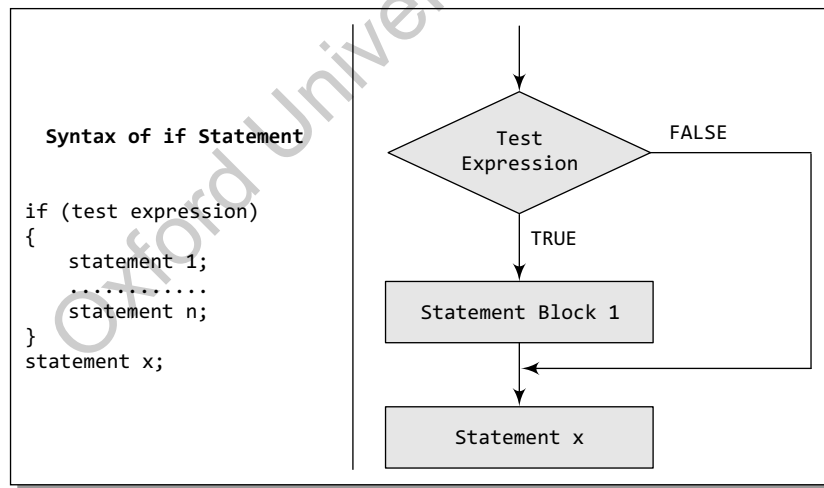 Syntax of if Statement
if (test expression)
{
statement 1;
............
statement n;
}
statement x;
Test
Expression
FALSE
TRUE
Statement Block 1
Statement x
Oxford